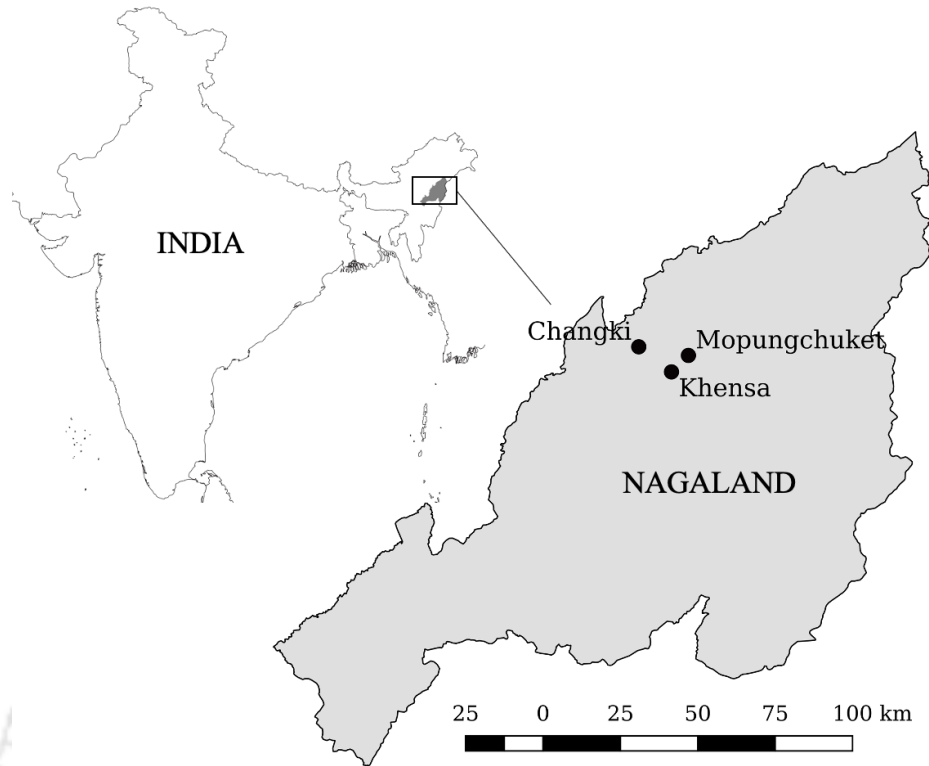 INDIA
Changki
Mopungchuket
Khensa
NAGALAND
25 0 25 50 75 100 km